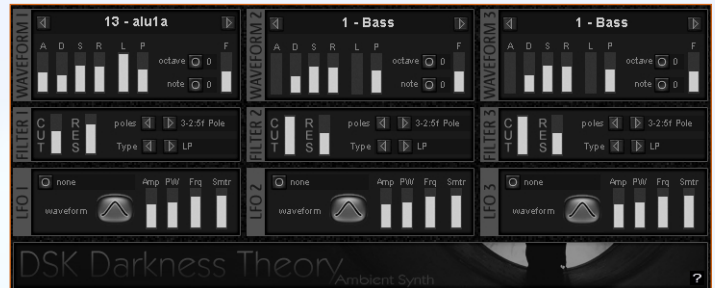 WAVEFORM 1
13 - alu1a
A D S R L P F
octave 0
note 0
WAVEFORM 2
1 - Bass
A D S R L P F
octave 0
note 0
WAVEFORM 3
1 - Bass
A D S R L P F
octave 0
note 0
FILTER 1
CUT RES
poles 3-2:5f Pole
Type LP
FILTER 2
CUT RES
poles 3-2:5f Pole
Type LP
FILTER 3
CUT RES
poles 3-2:5f Pole
Type LP
LFO 1
none Amp PW Frq Smtr
waveform
LFO 2
none Amp PW Frq Smtr
waveform
LFO 3
none Amp PW Frq Smtr
waveform
DSK Darkness Theory
Ambient Synth
?